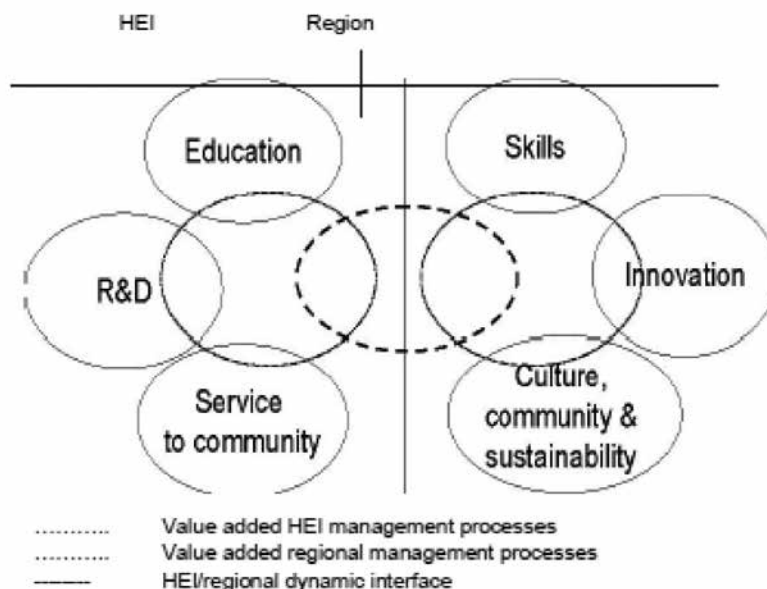 HEI
Region
Education
Skills
R&D
Innovation
Service
to community
Culture,
community &
sustainability
Value added HEI management processes
Value added regional management processes
HEI/regional dynamic interface